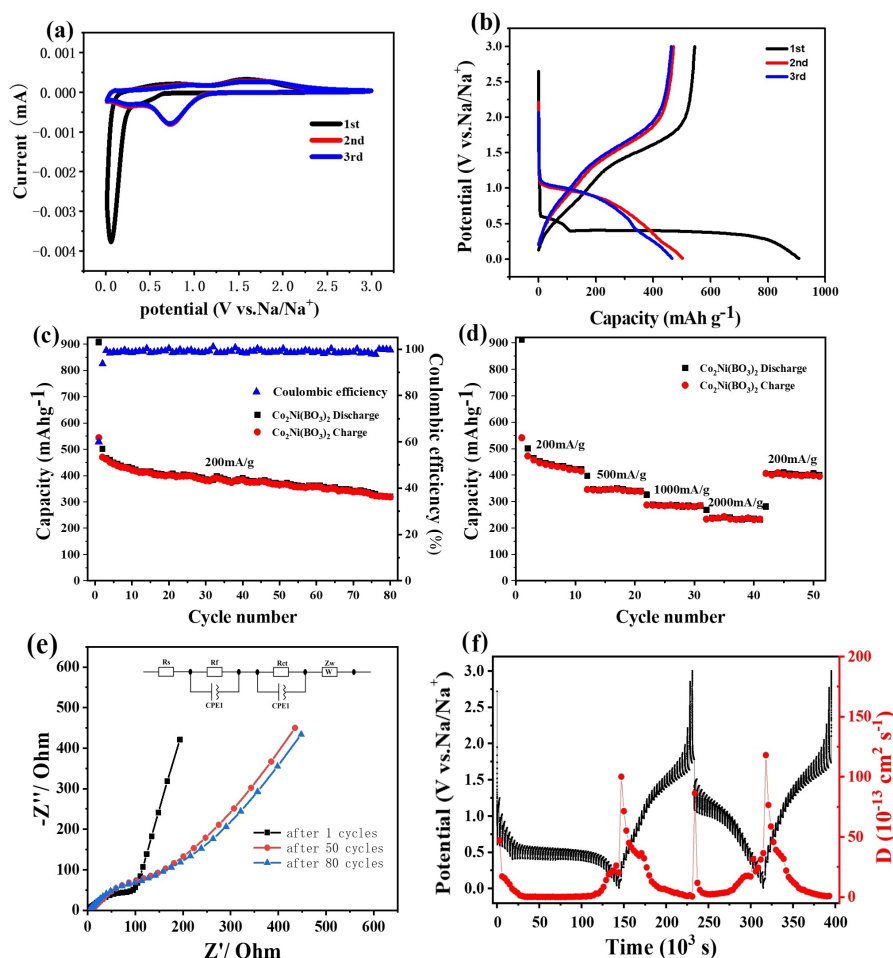 (a)
0.001
0.000
−0.001
−0.002
−0.003
−0.004
Current (mA)
1st
2nd
3rd
0.0 0.5 1.0 1.5 2.0 2.5 3.0
potential (V vs.Na/Na⁺)
(b)
3.0
2.5
2.0
1.5
1.0
0.5
0.0
Potential (V vs.Na/Na⁺)
1st
2nd
3rd
0 200 400 600 800 1000
Capacity (mAh g⁻¹)
(c)
900
800
700
600
500
400
300
200
100
0
Capacity (mAhg⁻¹)
Coulombic efficiency
Co₂Ni(BO₃)₂ Discharge
Co₂Ni(BO₃)₂ Charge
200mA/g
100
80
60
40
20
0
Coulombic efficiency (%)
0 10 20 30 40 50 60 70 80
Cycle number
(d)
900
800
700
600
500
400
300
200
100
0
Capacity (mAhg⁻¹)
Co₂Ni(BO₃)₂ Discharge
Co₂Ni(BO₃)₂ Charge
200mA/g
500mA/g
1000mA/g
2000mA/g
200mA/g
0 10 20 30 40 50
Cycle number
(e)
600
500
400
300
200
100
0
-Z''/ Ohm
Rs Rf Rct Zw
W
CPE1 CPE1
after 1 cycles
after 50 cycles
after 80 cycles
0 100 200 300 400 500 600
Z'/ Ohm
(f)
3.0
2.5
2.0
1.5
1.0
0.5
0.0
Potential (V vs.Na/Na⁺)
200
150
100
50
0
D (10⁻¹³ cm² s⁻¹)
0 50 100 150 200 250 300 350 400
Time (10³ s)